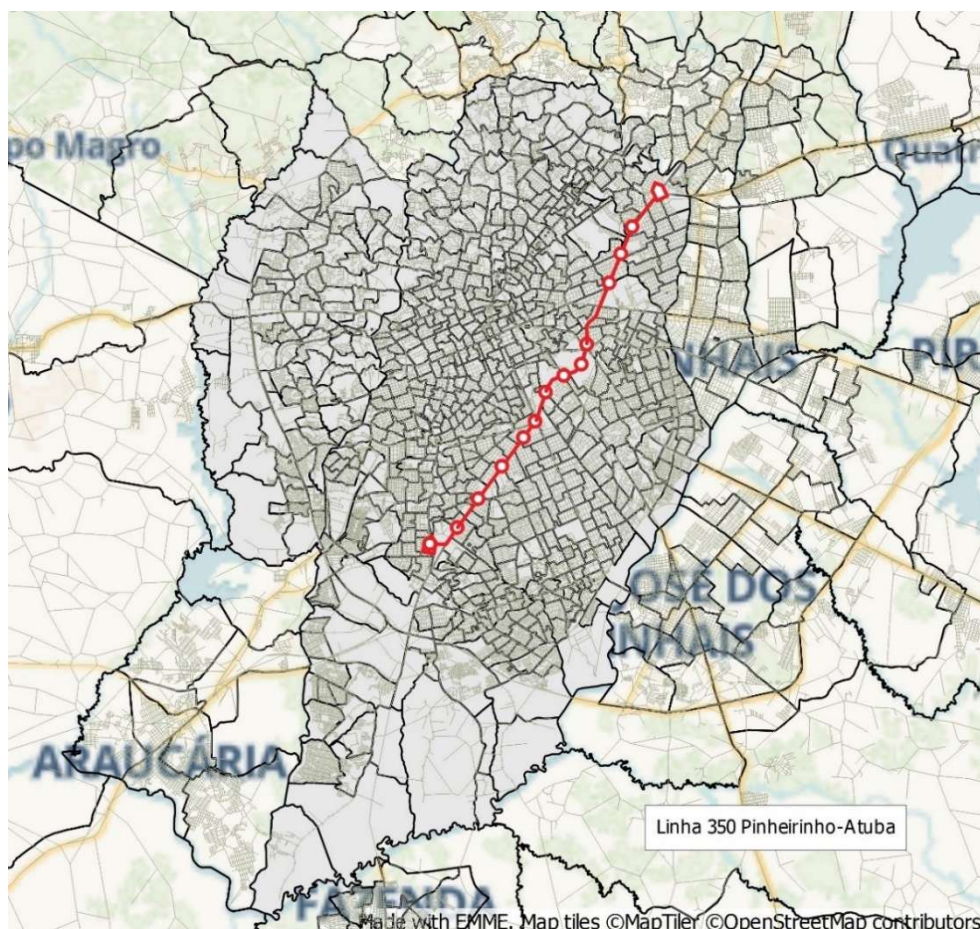 po Magro
Quatr
NHAIS
PIR
JOSÉ DOS
NHAIS
ARAUCÁRIA
Linha 350 Pinheirinho-Atuba
FAZENDA
Made with EMME. Map tiles ©MapTiler ©OpenStreetMap contributors